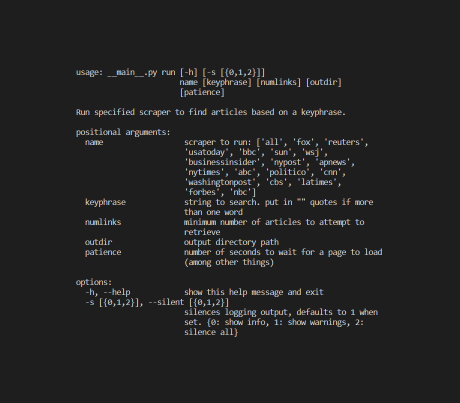 usage: __main__.py run [-h] [-s [{0,1,2}]]
name [keyphrase] [numlinks] [outdir]
[patience]
Run specified scraper to find articles based on a keyphrase.
positional arguments:
name scraper to run: ['all', 'fox', 'reuters',
'usatoday', 'bbc', 'sun', 'wsj',
'businessinsider', 'nypost', 'apnews',
'nytimes', 'abc', 'politico', 'cnn',
'washingtonpost', 'cbs', 'latimes',
'forbes', 'nbc']
keyphrase string to search. put in "" quotes if more
than one word
numlinks minimum number of articles to attempt to
retrieve
outdir output directory path
patience number of seconds to wait for a page to load
(among other things)
options:
-h, --help show this help message and exit
-s [{0,1,2}], --silent [{0,1,2}]
silences logging output, defaults to 1 when
set. {0: show info, 1: show warnings, 2:
silence all}